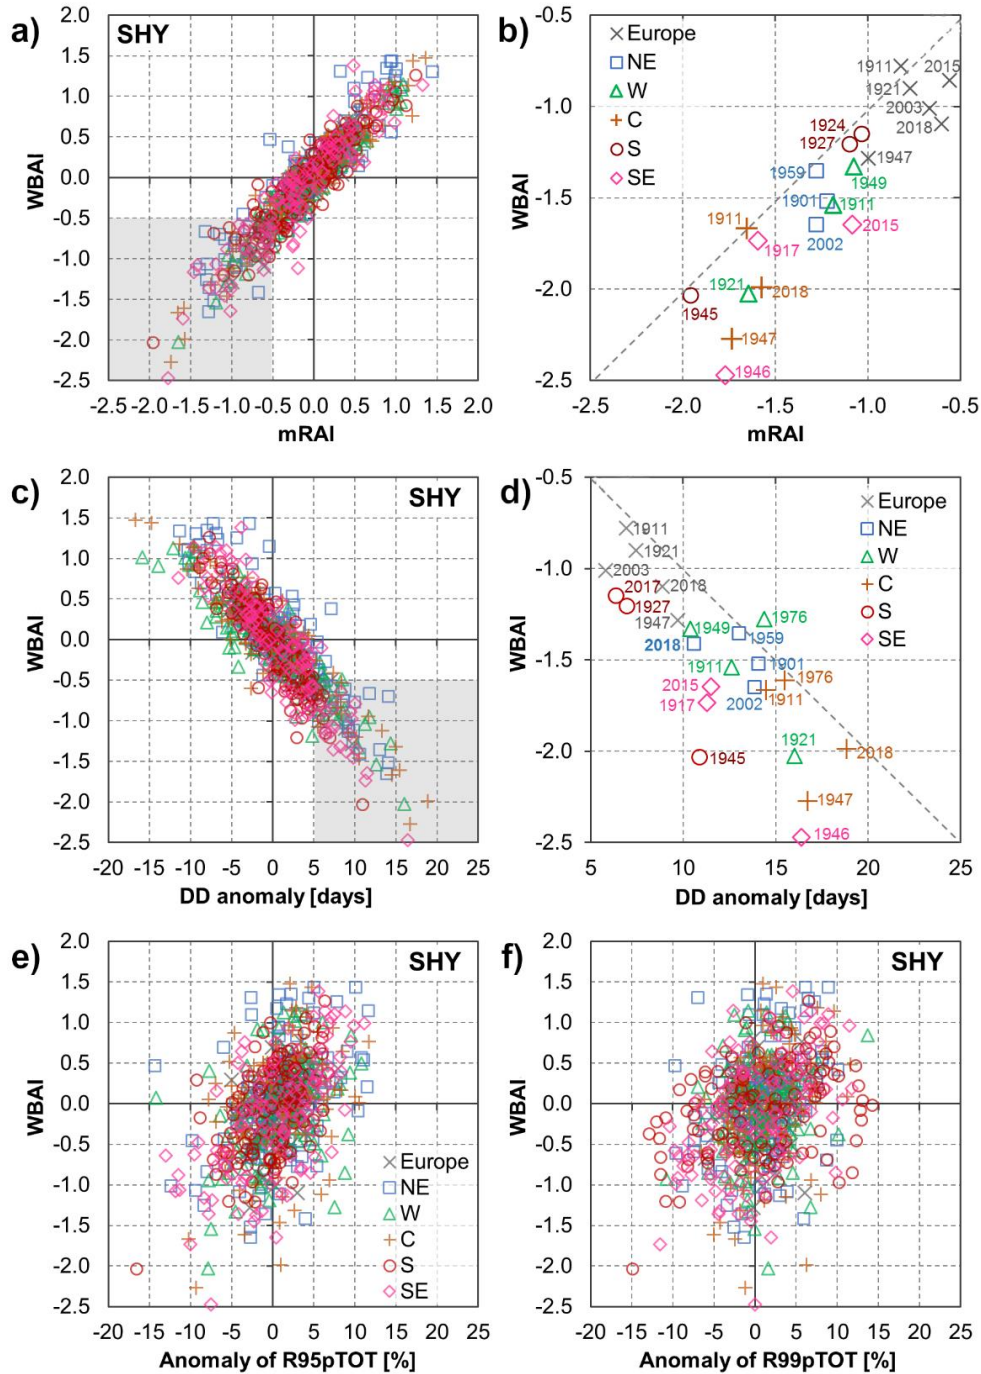 a)
SHY
2.0
1.5
1.0
0.5
0.0
-0.5
-1.0
-1.5
-2.0
-2.5
WBAI
-2.5 -2.0 -1.5 -1.0 -0.5 0.0 0.5 1.0 1.5 2.0
mRAI
b)
-0.5
-1.0
-1.5
-2.0
-2.5
WBAI
Europe
NE
W
C
S
SE
1911
2015
1921
2003
2018
1924
1927
1947
1959
1949
1901
1911
1911
2015
1917
2002
1921
2018
1945
1947
1946
-2.0 -1.5 -1.0 -0.5
mRAI
c)
SHY
2.0
1.5
1.0
0.5
0.0
-0.5
-1.0
-1.5
-2.0
-2.5
WBAI
-20 -15 -10 -5 0 5 10 15 20 25
DD anomaly [days]
d)
-0.5
-1.0
-1.5
-2.0
-2.5
WBAI
Europe
NE
W
C
S
SE
1911
1921
2003
2018
2017
1927
1947
1949
1976
1959
2018
1911
1901
1976
2015
1911
1917
2002
1921
2018
1945
1947
1946
5 10 15 20 25
DD anomaly [days]
e)
SHY
2.0
1.5
1.0
0.5
0.0
-0.5
-1.0
-1.5
-2.0
-2.5
WBAI
Europe
NE
W
C
S
SE
-20 -15 -10 -5 0 5 10 15 20 25
Anomaly of R95pTOT [%]
f)
SHY
2.0
1.5
1.0
0.5
0.0
-0.5
-1.0
-1.5
-2.0
-2.5
WBAI
-20 -15 -10 -5 0 5 10 15 20 25
Anomaly of R99pTOT [%]